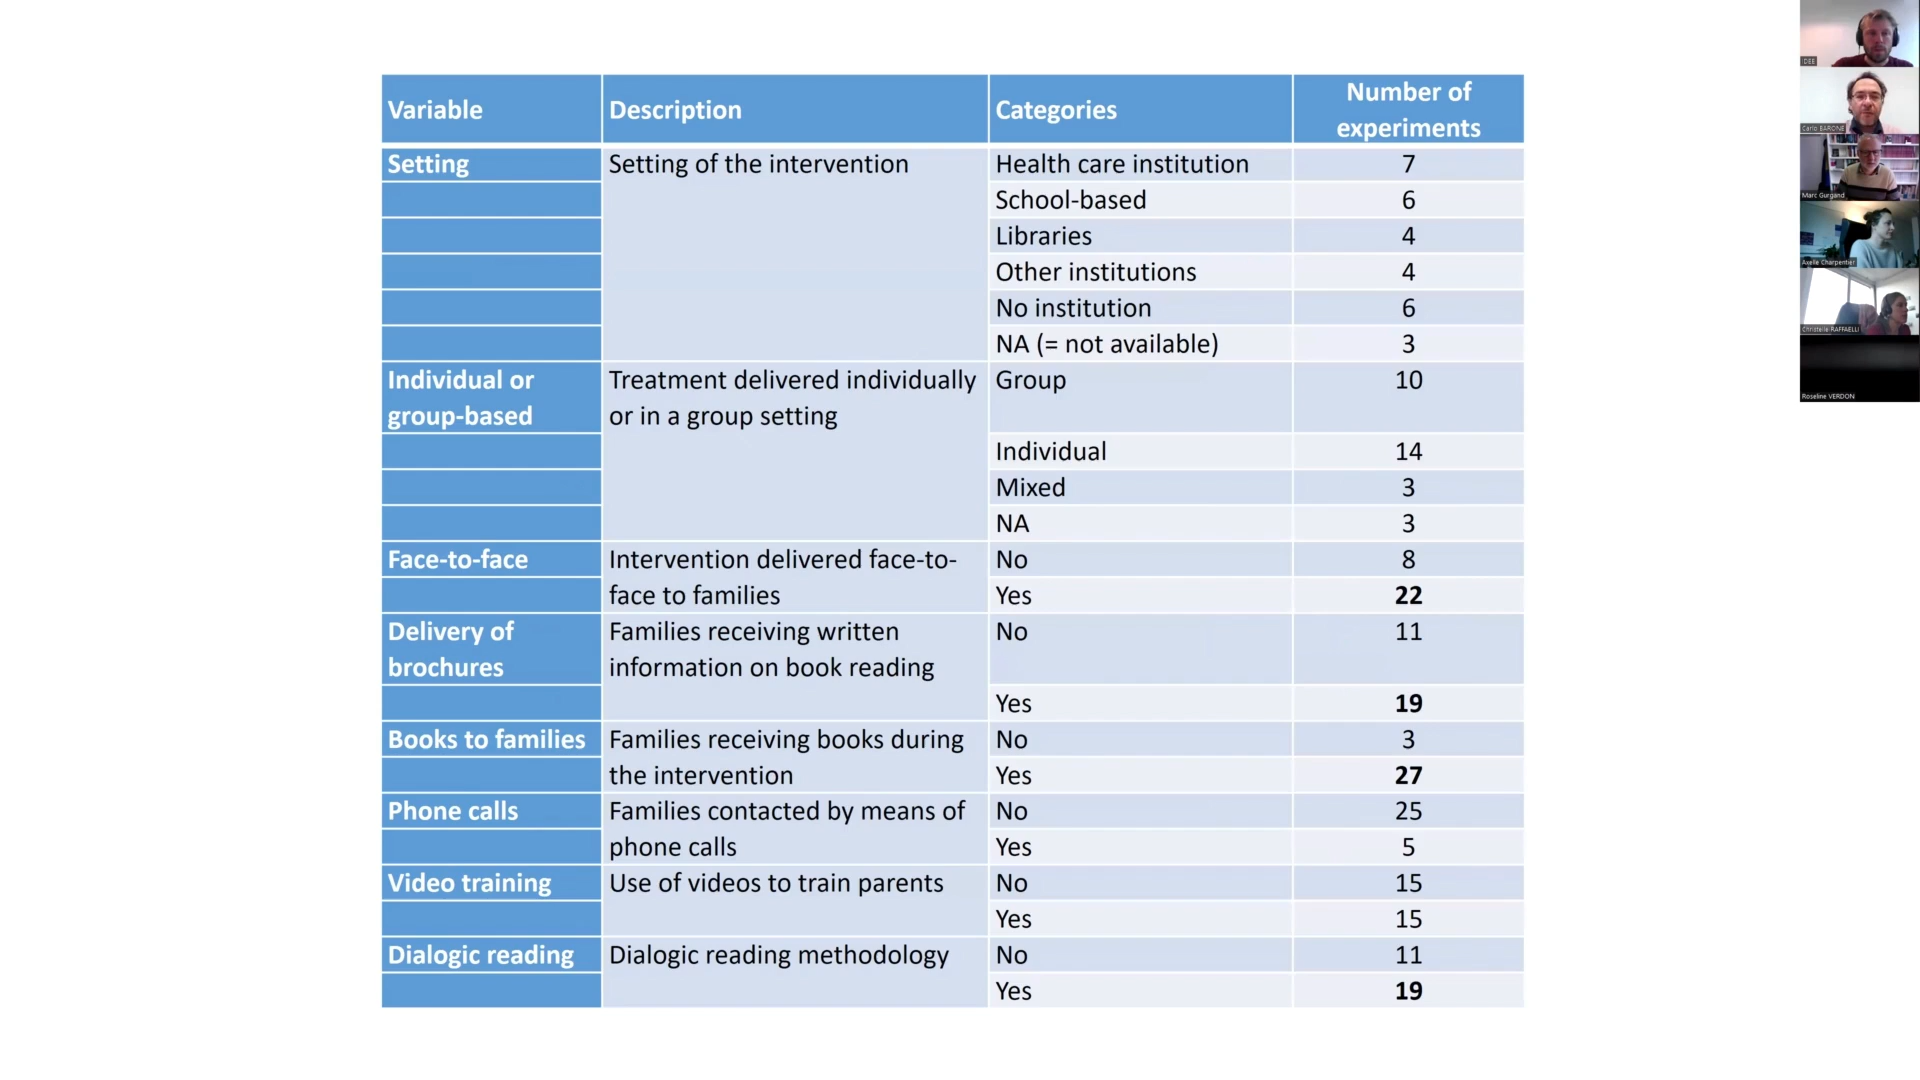 Variable Description Categories Number of
experiments
Setting Setting of the intervention Health care institution 7
School-based 6
Libraries 4
Other institutions 4
No institution 6
NA (= not available) 3
Individual or Treatment delivered individually Group 10
group-based or in a group setting
Individual 14
Mixed 3
NA 3
Face-to-face Intervention delivered face-to- No 8
face to families Yes 22
Delivery of Families receiving written No 11
brochures information on book reading
Yes 19
Books to families Families receiving books during No 3
the intervention Yes 27
Phone calls Families contacted by means of No 25
phone calls Yes 5
Video training Use of videos to train parents No 15
Yes 15
Dialogic reading Dialogic reading methodology No 11
Yes 19
IDEE
Carlo BARONE
Marc Gurgand
Axelle Charpentier
Christelle RAFFAELLI
Roseline VERDON